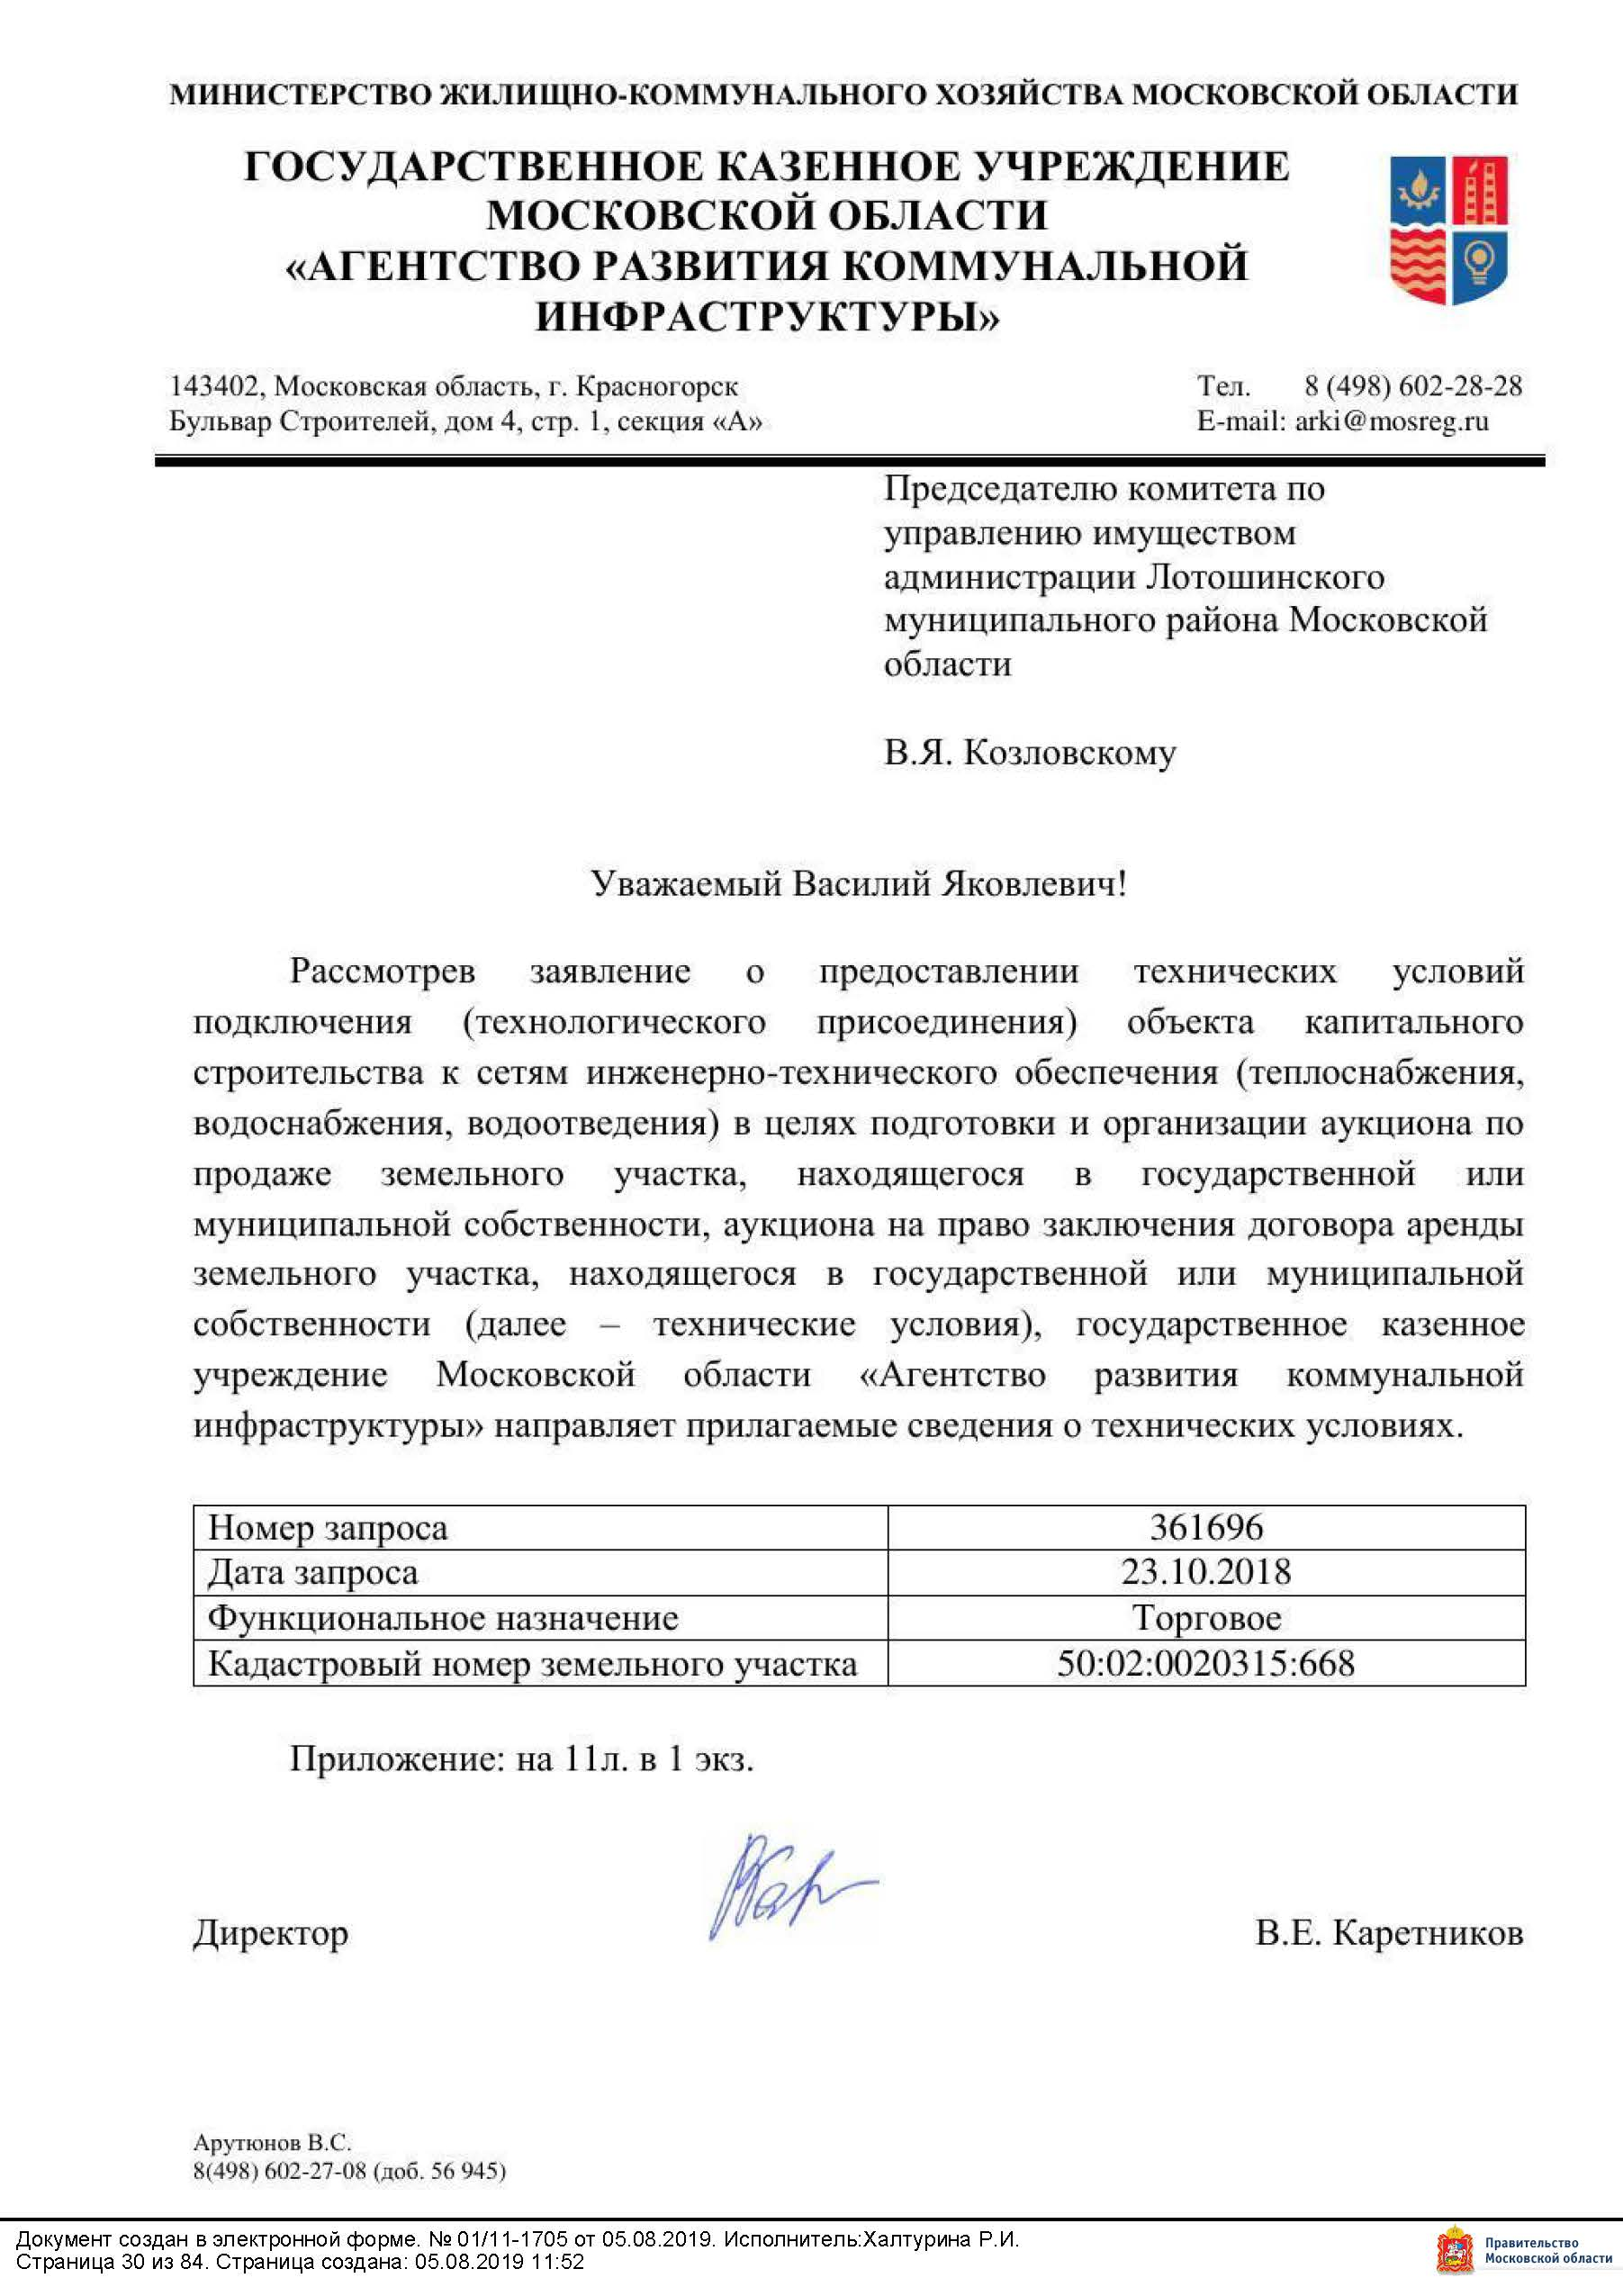 МИНИСТЕРСТВО ЖИЛИЩНО-КОММУНАЛЬНОГО ХОЗЯЙСТВА МОСКОВСКОЙ ОБЛАСТИ
ГОСУДАРСТВЕННОЕ КАЗЕННОЕ УЧРЕЖДЕНИЕ
МОСКОВСКОЙ ОБЛАСТИ
«АГЕНТСТВО РАЗВИТИЯ КОММУНАЛЬНОЙ
ИНФРАСТРУКТУРЫ»
143402, Московская область, г. Красногорск
Бульвар Строителей, дом 4, стр. 1, секция «А»
Тел. 8 (498) 602-28-28
E-mail: arki@mosreg.ru
Председателю комитета по
управлению имуществом
администрации Лотошинского
муниципального района Московской
области
В.Я. Козловскому
Уважаемый Василий Яковлевич!
Рассмотрев заявление о предоставлении технических условий
подключения (технологического присоединения) объекта капитального
строительства к сетям инженерно-технического обеспечения (теплоснабжения,
водоснабжения, водоотведения) в целях подготовки и организации аукциона по
продаже земельного участка, находящегося в государственной или
муниципальной собственности, аукциона на право заключения договора аренды
земельного участка, находящегося в государственной или муниципальной
собственности (далее – технические условия), государственное казенное
учреждение Московской области «Агентство развития коммунальной
инфраструктуры» направляет прилагаемые сведения о технических условиях.
Номер запроса 361696
Дата запроса 23.10.2018
Функциональное назначение Торговое
Кадастровый номер земельного участка 50:02:0020315:668
Приложение: на 11л. в 1 экз.
Директор В.Е. Каретников
Арутюнов В.С.
8(498) 602-27-08 (доб. 56 945)
Документ создан в электронной форме. № 01/11-1705 от 05.08.2019. Исполнитель:Халтурина Р.И.
Страница 30 из 84. Страница создана: 05.08.2019 11:52
Правительство
Московской области